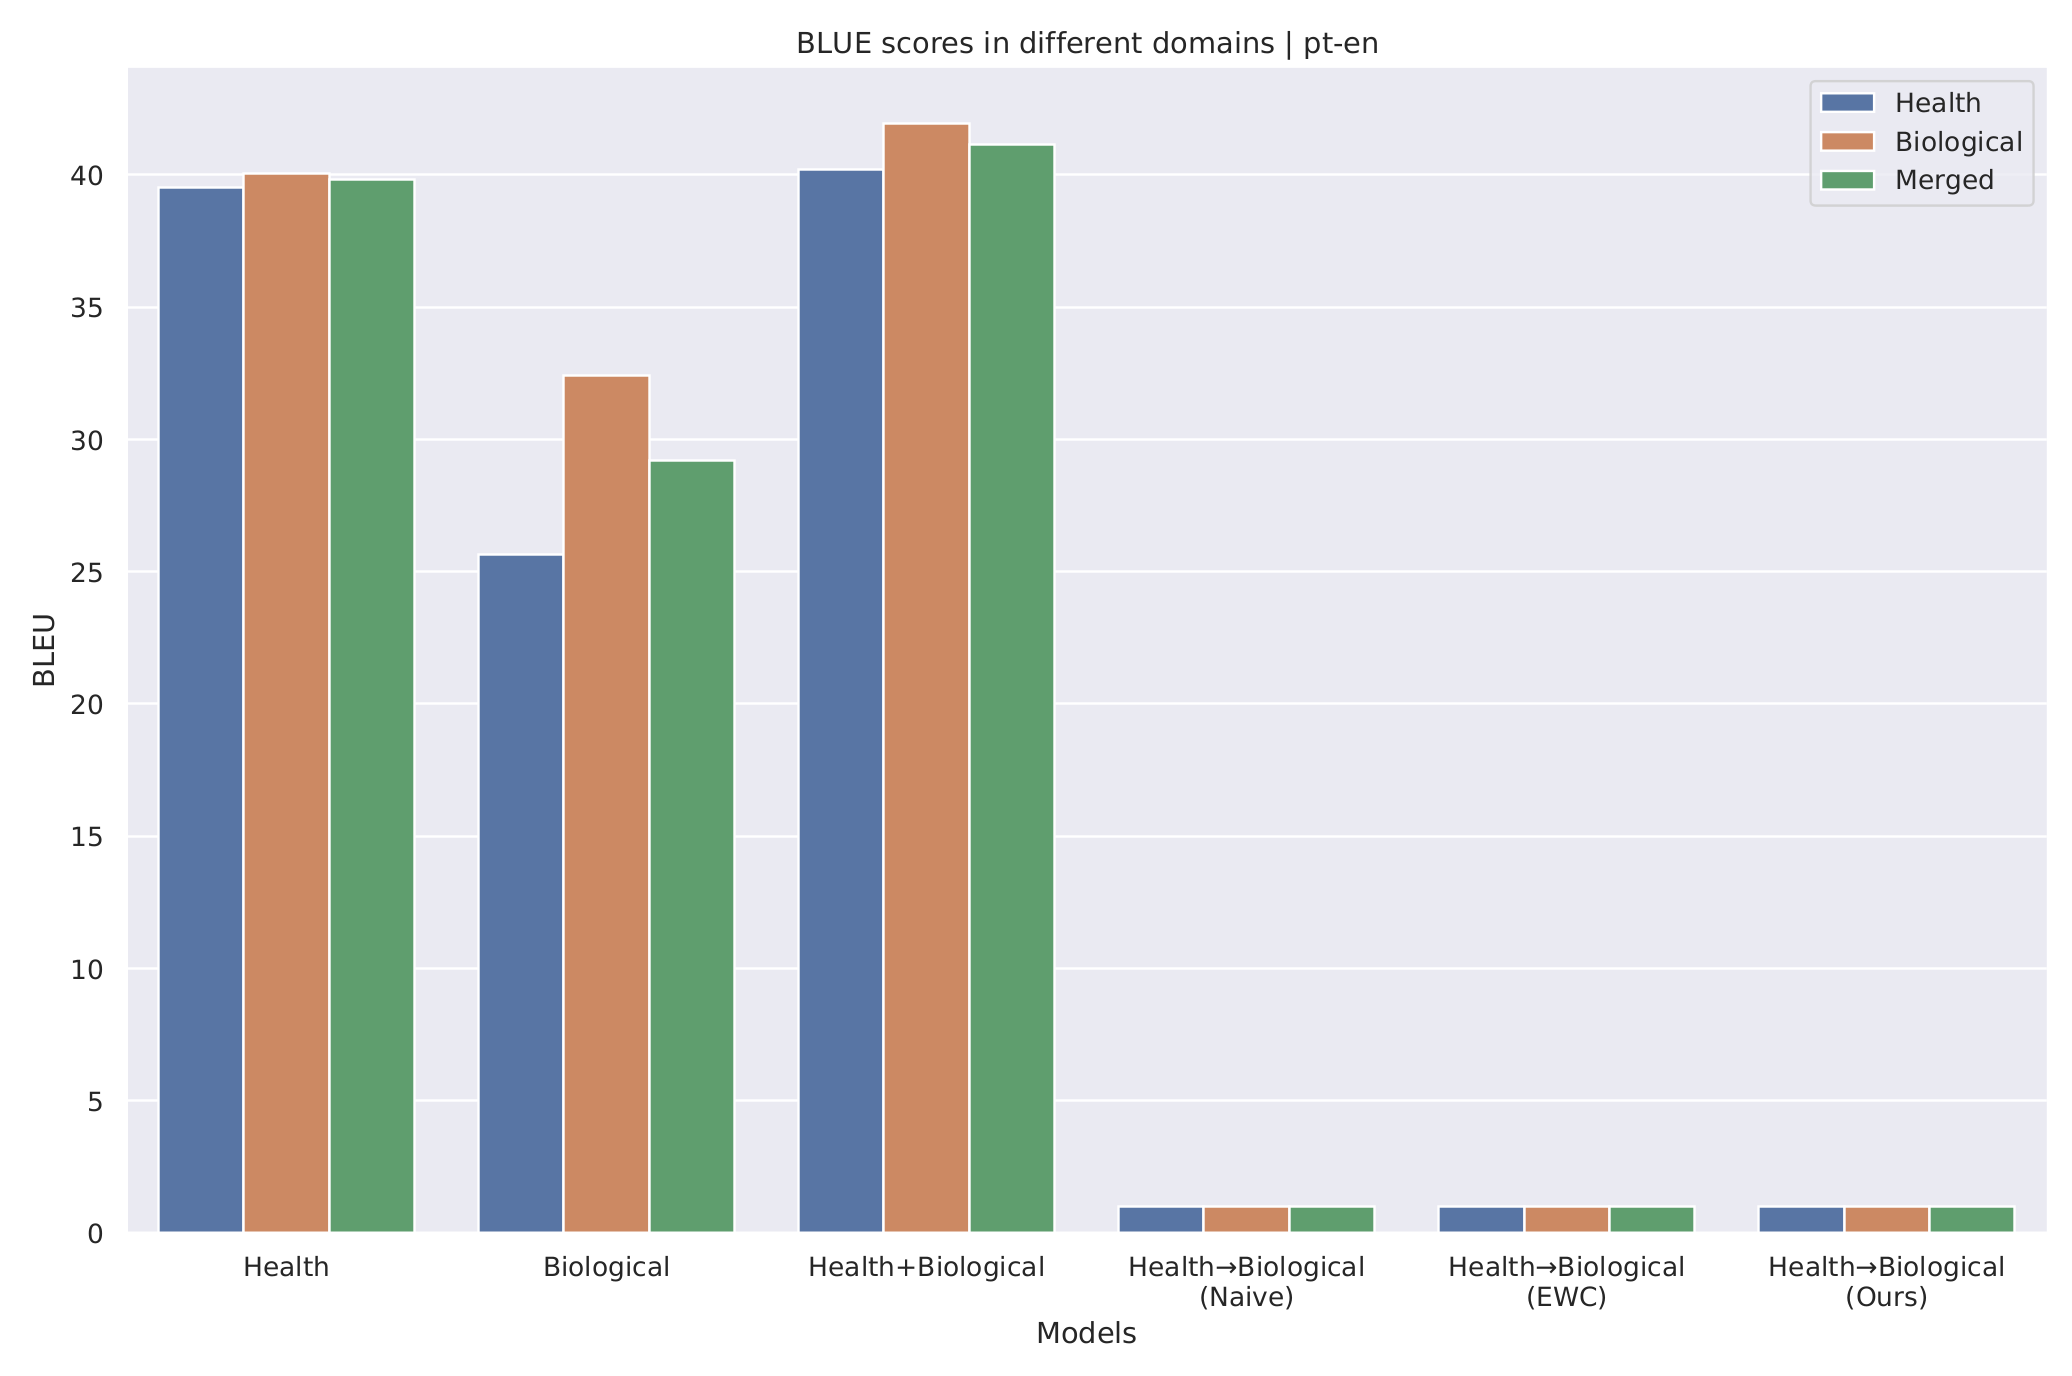 BLUE scores in different domains | pt-en
Health
Biological
Merged
BLEU
40
35
30
25
20
15
10
5
0
Health
Biological
Health+Biological
Health→Biological
(Naive)
Health→Biological
(EWC)
Health→Biological
(Ours)
Models